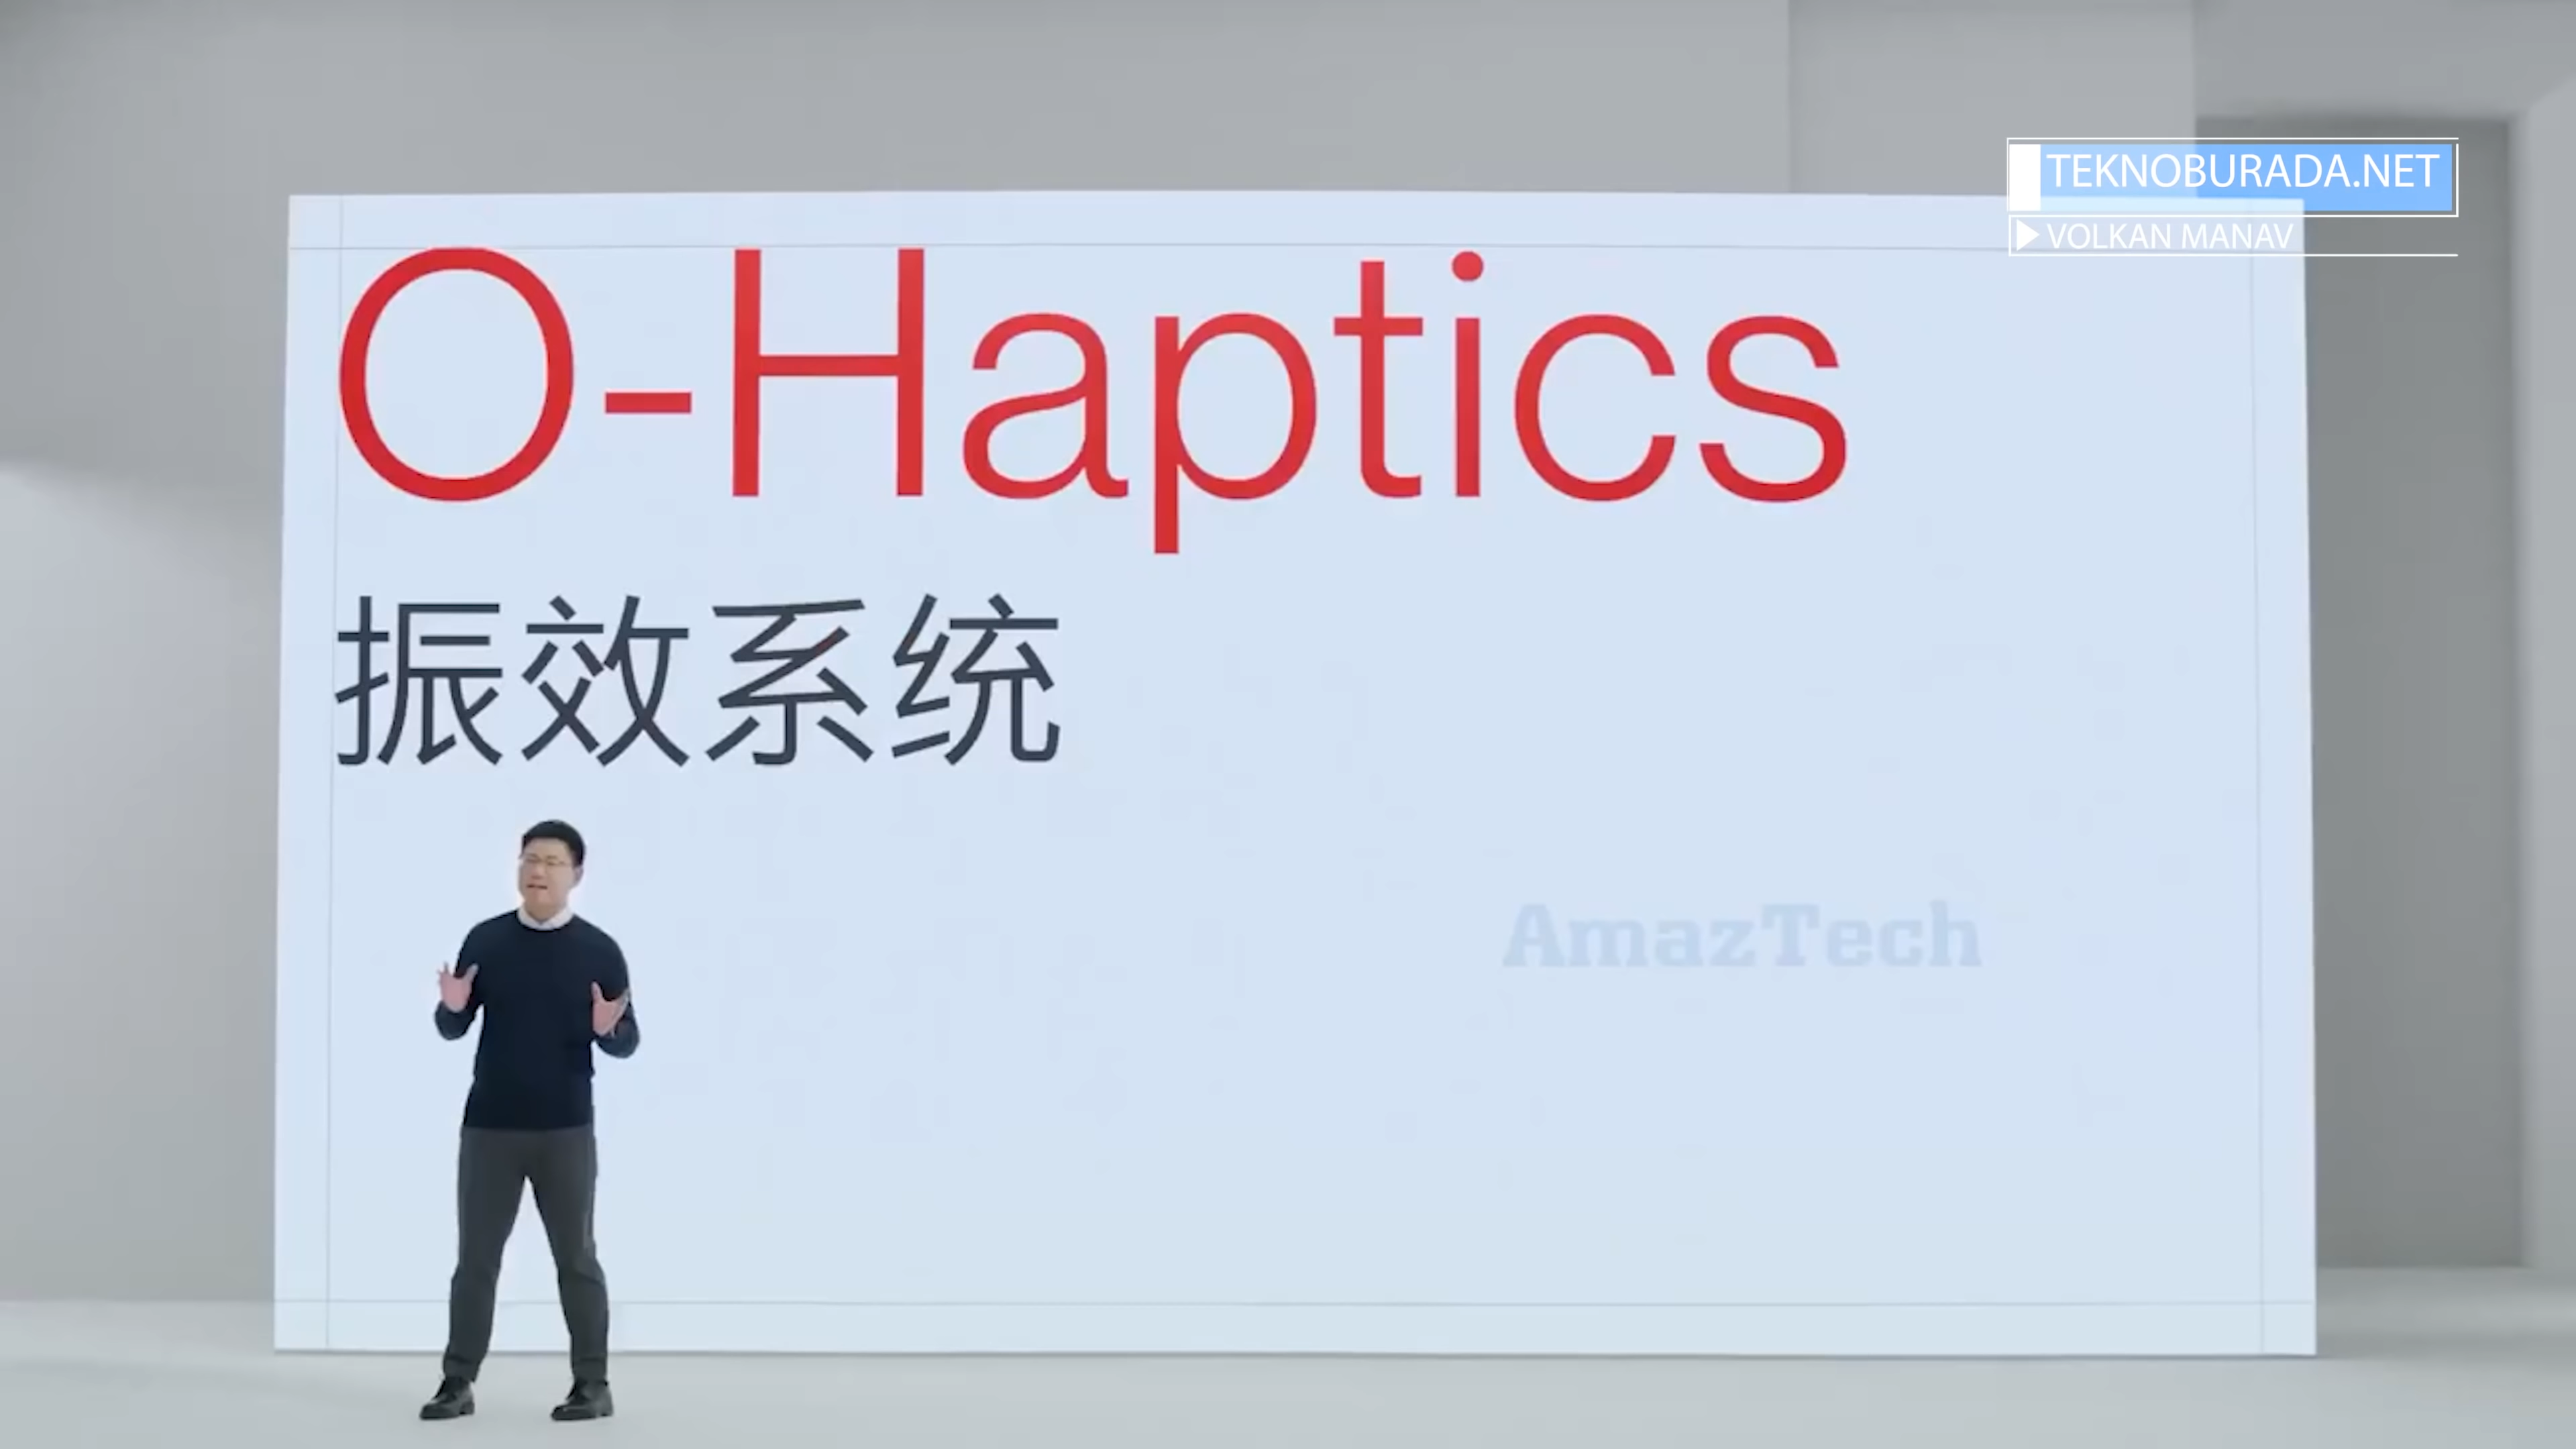 TEKNOBURADA.NET
VOLKAN MANAV
O-Haptics
振效系统
AmazTech